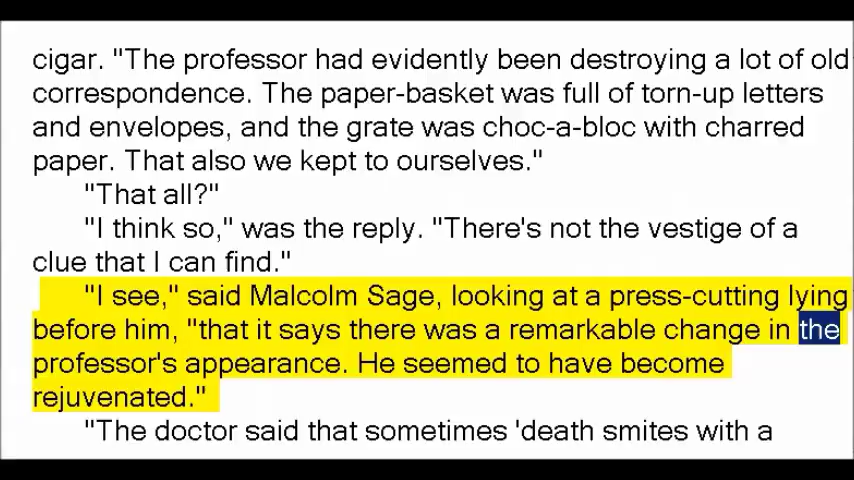 cigar. "The professor had evidently been destroying a lot of old
correspondence. The paper-basket was full of torn-up letters
and envelopes, and the grate was choc-a-bloc with charred
paper. That also we kept to ourselves."
"That all?"
"I think so," was the reply. "There's not the vestige of a
clue that I can find."
"I see," said Malcolm Sage, looking at a press-cutting lying
before him, "that it says there was a remarkable change in the
professor's appearance. He seemed to have become
rejuvenated."
"The doctor said that sometimes 'death smites with a